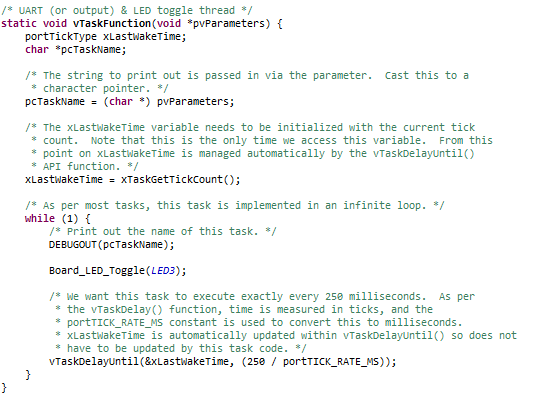 /* UART (or output) & LED toggle thread */
static void vTaskFunction(void *pvParameters) {
    portTickType xLastWakeTime;
    char *pcTaskName;

    /* The string to print out is passed in via the parameter.  Cast this to a
     * character pointer. */
    pcTaskName = (char *) pvParameters;

    /* The xLastWakeTime variable needs to be initialized with the current tick
     * count.  Note that this is the only time we access this variable.  From this
     * point on xLastWakeTime is managed automatically by the vTaskDelayUntil()
     * API function. */
    xLastWakeTime = xTaskGetTickCount();

    /* As per most tasks, this task is implemented in an infinite loop. */
    while (1) {
        /* Print out the name of this task. */
        DEBUGOUT(pcTaskName);

        Board_LED_Toggle(LED3);

        /* We want this task to execute exactly every 250 milliseconds.  As per
         * the vTaskDelay() function, time is measured in ticks, and the
         * portTICK_RATE_MS constant is used to convert this to milliseconds.
         * xLastWakeTime is automatically updated within vTaskDelayUntil() so does not
         * have to be updated by this task code. */
        vTaskDelayUntil(&xLastWakeTime, (250 / portTICK_RATE_MS));
    }
}